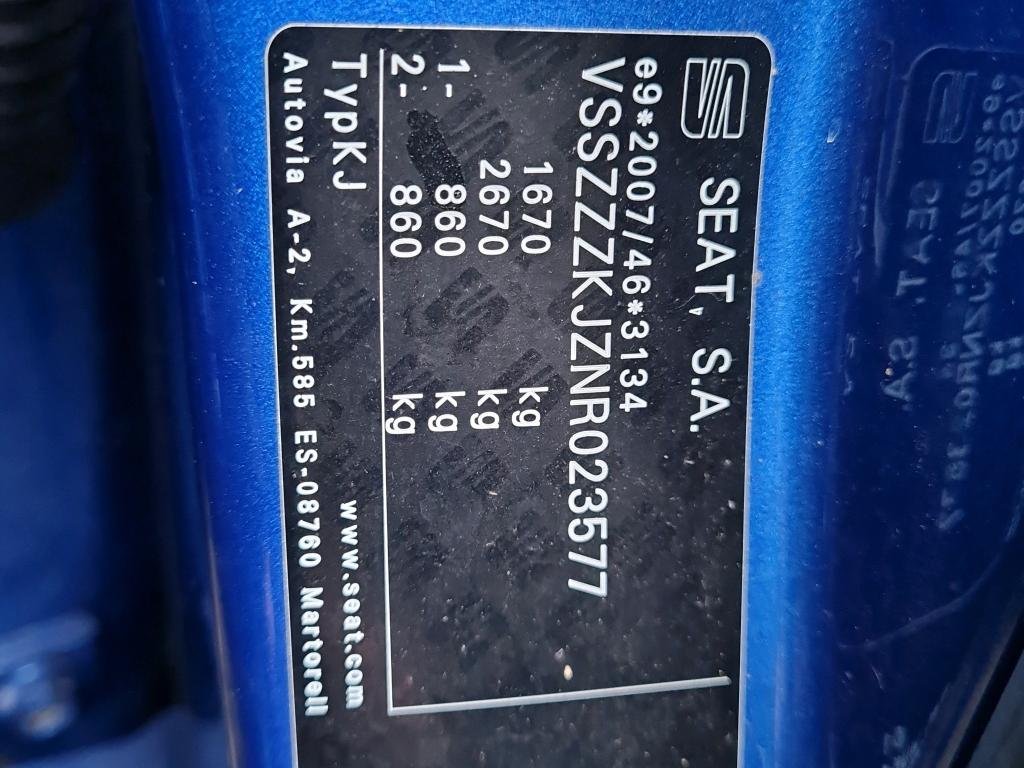 SEAT, S.A.
e9*2007/46*3134
VSSZZZKJZNR023577
1670 kg
2670 kg
1- 860 kg
2- 860 kg
TypKJ www.seat.com
Autovia A-2, Km.585 ES-08760 Martorell